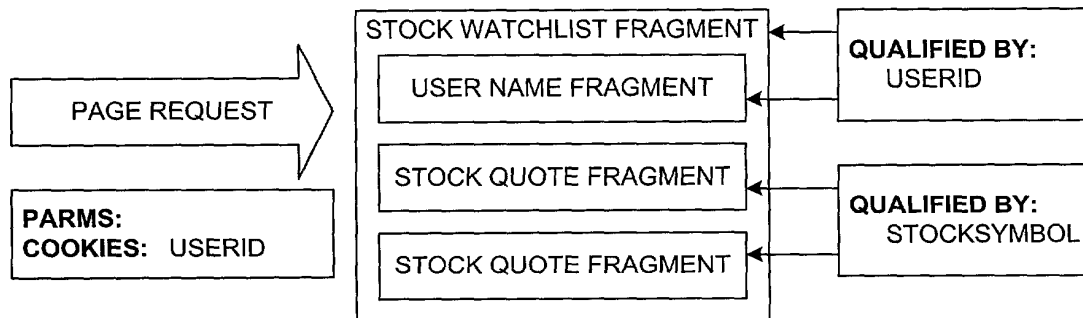 PAGE REQUEST
PARMS:
COOKIES: USERID
STOCK WATCHLIST FRAGMENT
USER NAME FRAGMENT
STOCK QUOTE FRAGMENT
STOCK QUOTE FRAGMENT
QUALIFIED BY:
USERID
QUALIFIED BY:
STOCKSYMBOL